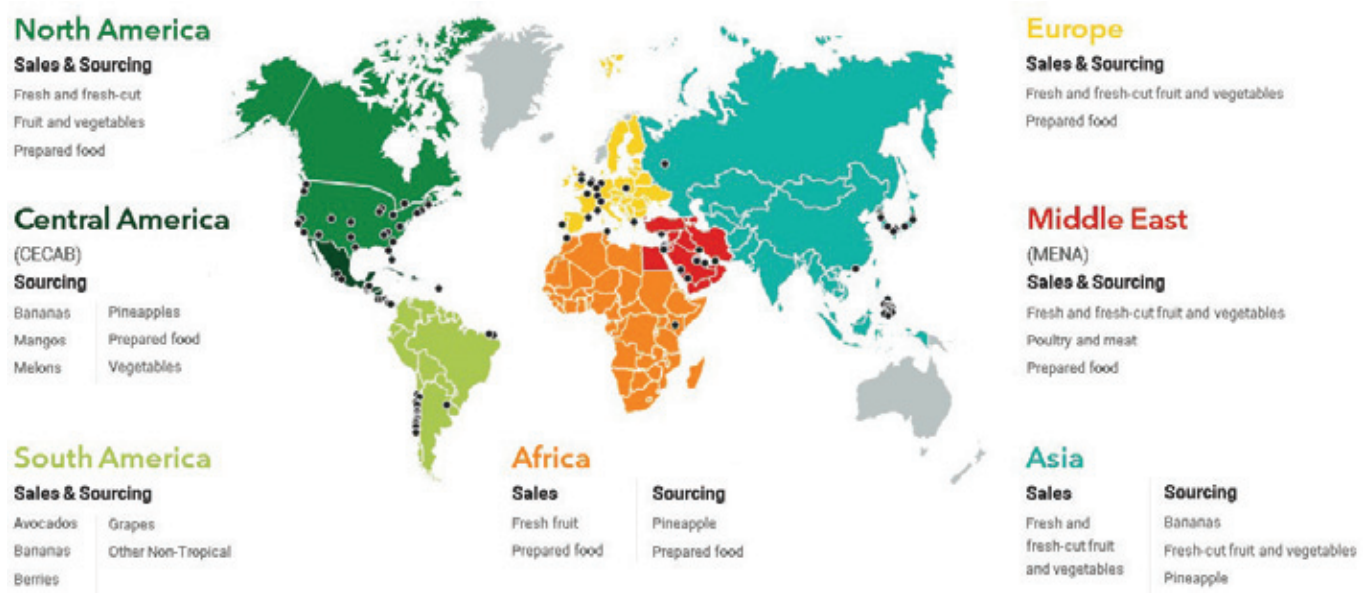 North America
Sales & Sourcing
Fresh and fresh-cut
Fruit and vegetables
Prepared food
Central America
(CECAB)
Sourcing
Bananas
Mangos
Melons
Pineapples
Prepared food
Vegetables
South America
Sales & Sourcing
Avocados
Bananas
Berries
Grapes
Other Non-Tropical
Africa
Sales
Fresh fruit
Prepared food
Sourcing
Pineapple
Prepared food
Europe
Sales & Sourcing
Fresh and fresh-cut fruit and vegetables
Prepared food
Middle East
(MENA)
Sales & Sourcing
Fresh and fresh-cut fruit and vegetables
Poultry and meat
Prepared food
Asia
Sales
Fresh and
fresh-cut fruit
and vegetables
Sourcing
Bananas
Fresh-cut fruit and vegetables
Pineapple